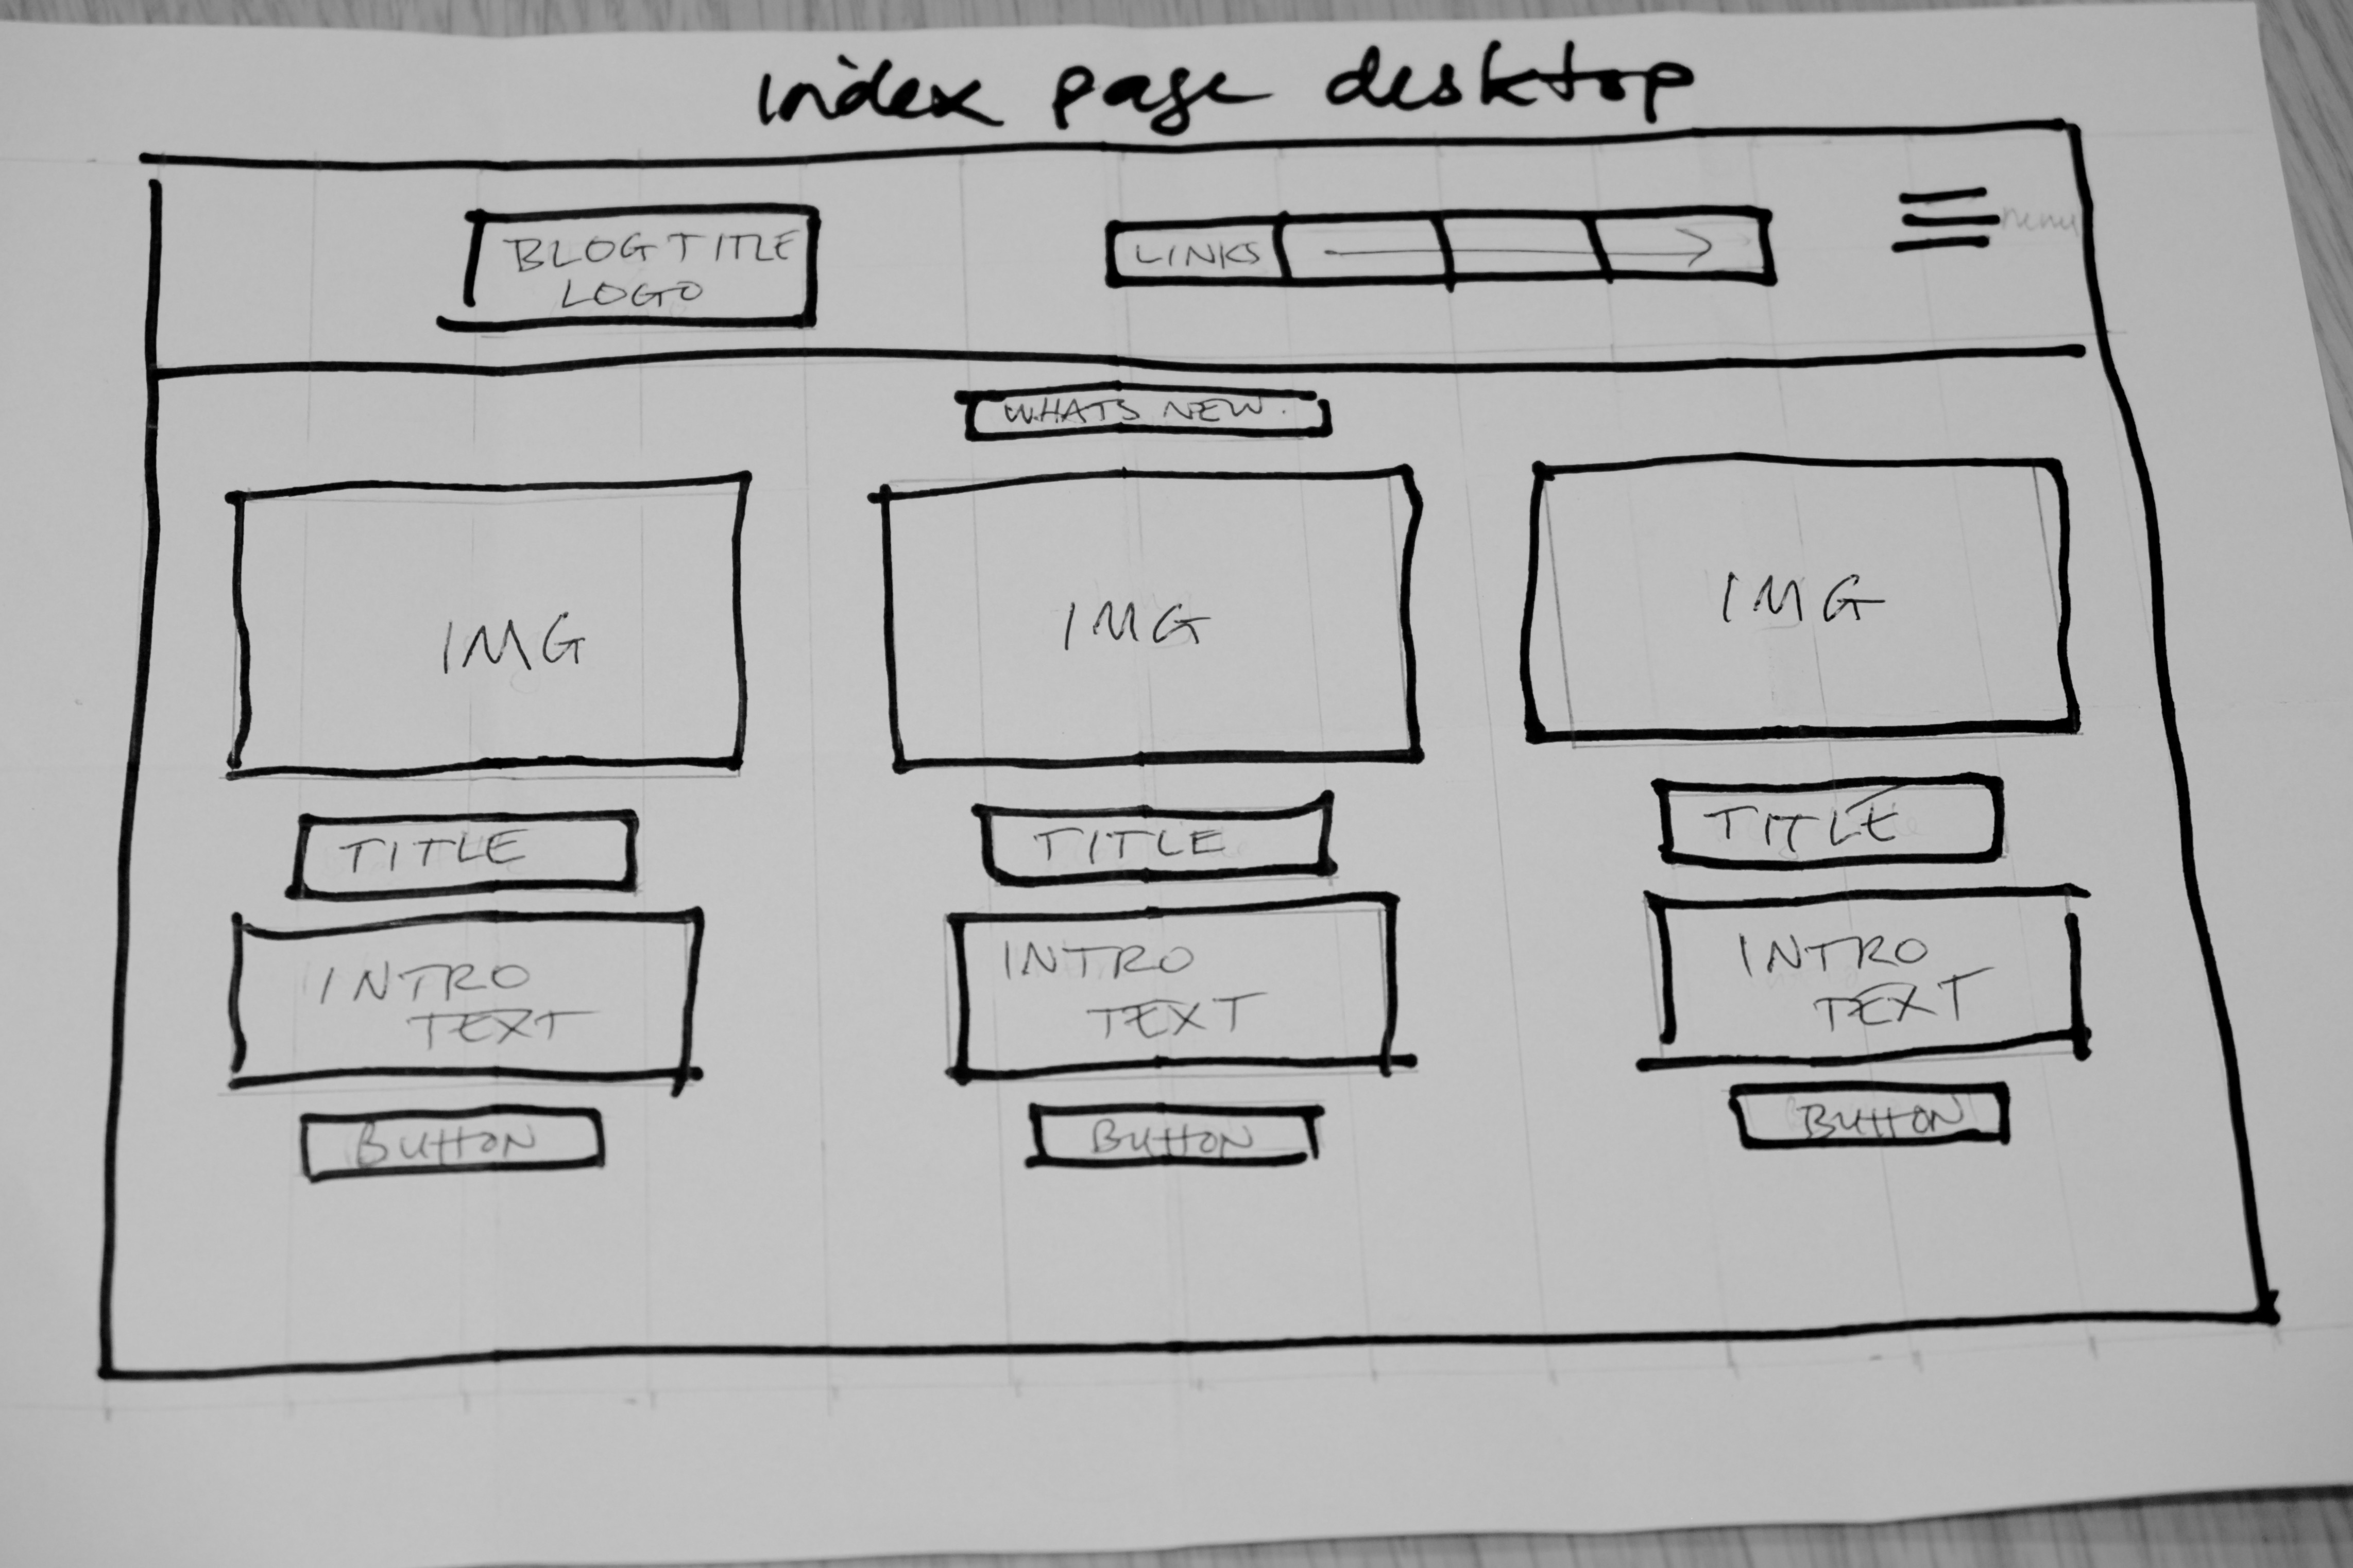 index page desktop
BLOG TITLE
LOGO
LINKS
menu
WHATS NEW.
IMG
IMG
IMG
TITLE
TITLE
TITLE
INTRO
TEXT
INTRO
TEXT
INTRO
TEXT
BUTTON
BUTTON
BUTTON